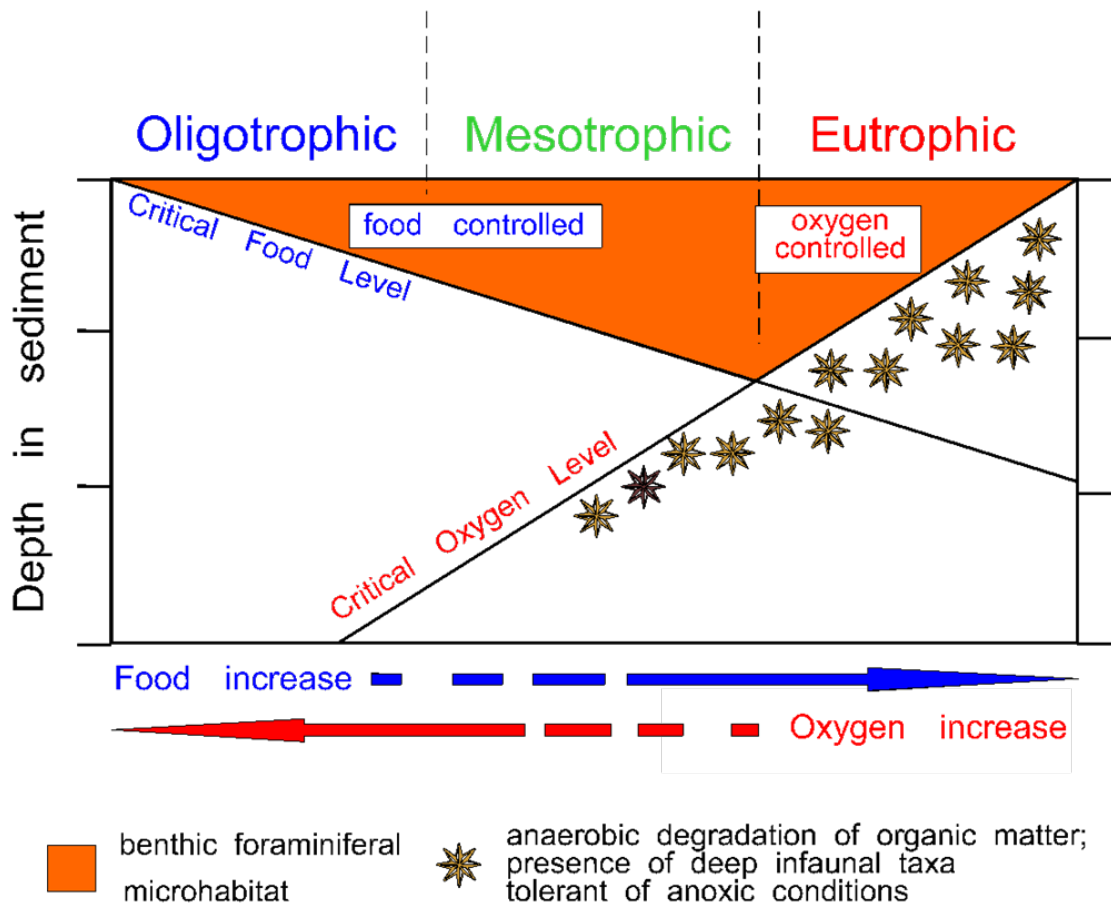 Oligotrophic
Mesotrophic
Eutrophic
Critical Food Level
food controlled
oxygen
controlled
Depth in sediment
Critical Oxygen Level
Food increase
Oxygen increase
benthic foraminiferal
microhabitat
anaerobic degradation of organic matter;
presence of deep infaunal taxa
tolerant of anoxic conditions